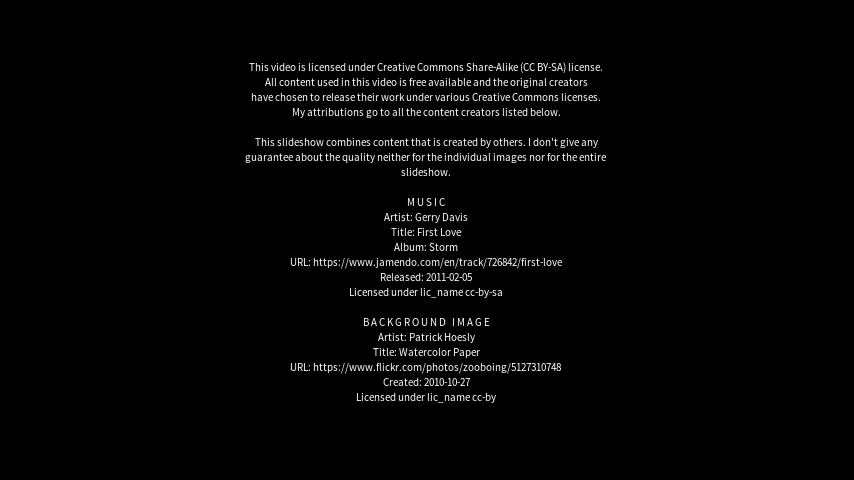 This video is licensed under Creative Commons Share-Alike (CC BY-SA) license.
All content used in this video is free available and the original creators
have chosen to release their work under various Creative Commons licenses.
My attributions go to all the content creators listed below.
This slideshow combines content that is created by others. I don't give any
guarantee about the quality neither for the individual images nor for the entire
slideshow.
MUSIC
Artist: Gerry Davis
Title: First Love
Album: Storm
URL: https://www.jamendo.com/en/track/726842/first-love
Released: 2011-02-05
Licensed under lic_name cc-by-sa
BACKGROUND IMAGE
Artist: Patrick Hoesly
Title: Watercolor Paper
URL: https://www.flickr.com/photos/zooboing/5127310748
Created: 2010-10-27
Licensed under lic_name cc-by